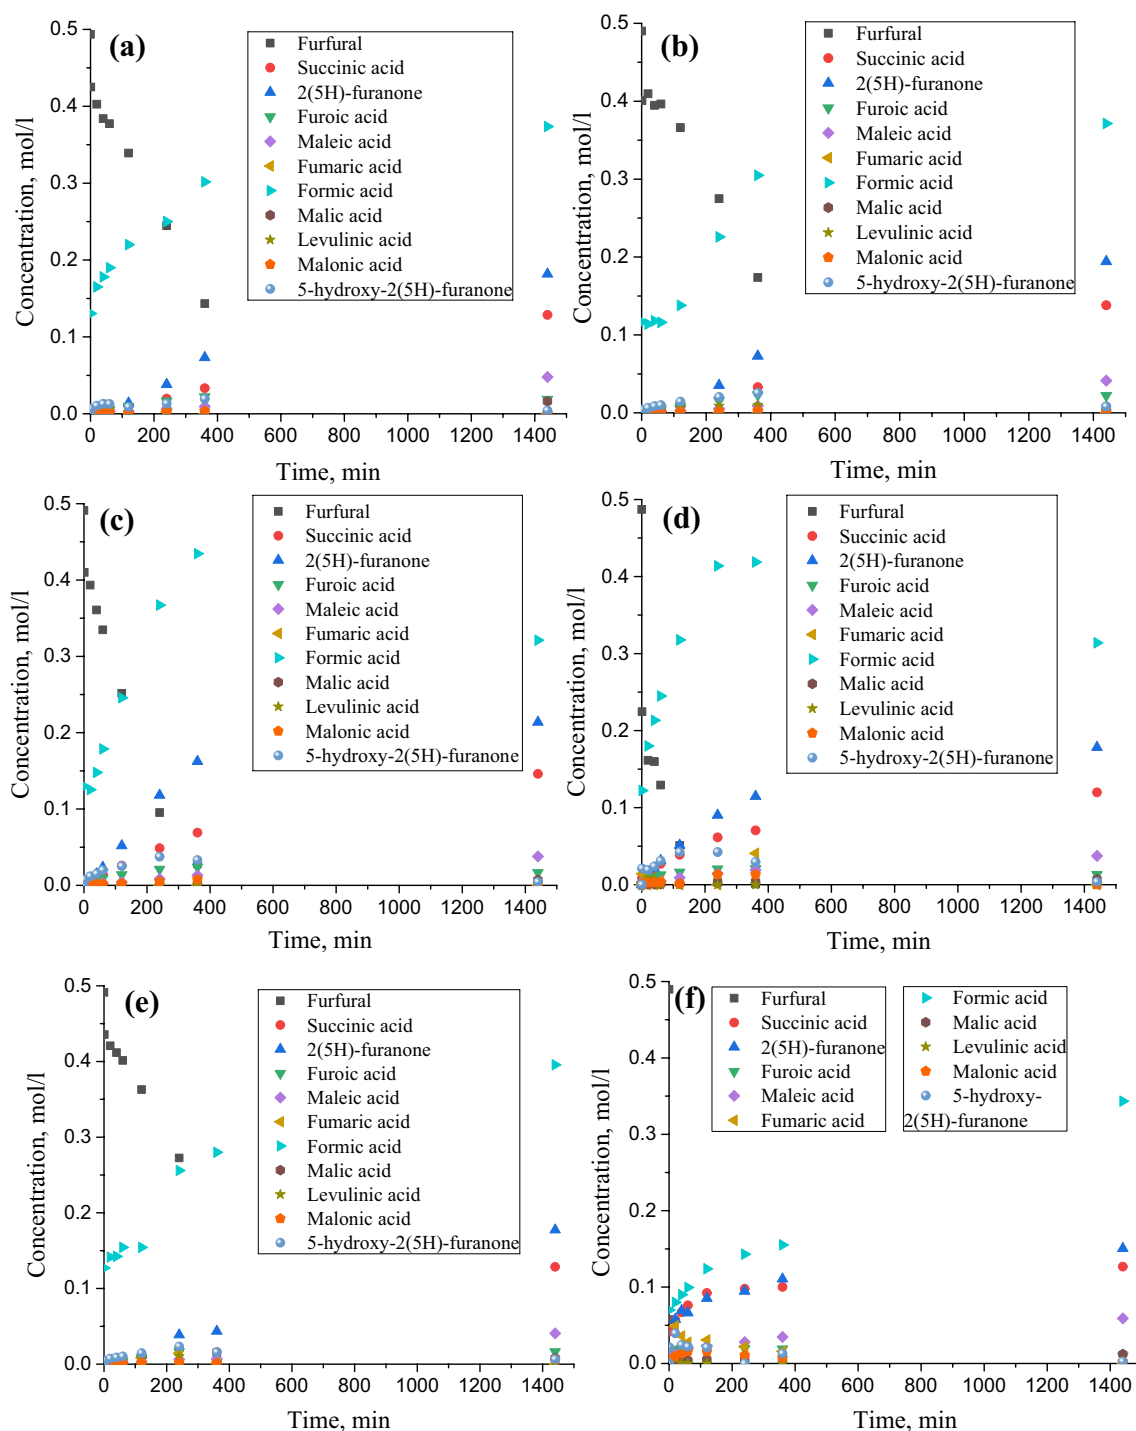 (a)
Furfural
Succinic acid
2(5H)-furanone
Furoic acid
Maleic acid
Fumaric acid
Formic acid
Malic acid
Levulinic acid
Malonic acid
5-hydroxy-2(5H)-furanone
Concentration, mol/l
0.5
0.4
0.3
0.2
0.1
0.0
0 200 400 600 800 1000 1200 1400
Time, min
(b)
Furfural
Succinic acid
2(5H)-furanone
Furoic acid
Maleic acid
Fumaric acid
Formic acid
Malic acid
Levulinic acid
Malonic acid
5-hydroxy-2(5H)-furanone
Concentration, mol/l
0.5
0.4
0.3
0.2
0.1
0.0
0 200 400 600 800 1000 1200 1400
Time, min
(c)
Furfural
Succinic acid
2(5H)-furanone
Furoic acid
Maleic acid
Fumaric acid
Formic acid
Malic acid
Levulinic acid
Malonic acid
5-hydroxy-2(5H)-furanone
Concentration, mol/l
0.5
0.4
0.3
0.2
0.1
0.0
0 200 400 600 800 1000 1200 1400
Time, min
(d)
Furfural
Succinic acid
2(5H)-furanone
Furoic acid
Maleic acid
Fumaric acid
Formic acid
Malic acid
Levulinic acid
Malonic acid
5-hydroxy-2(5H)-furanone
Concentration, mol/l
0.5
0.4
0.3
0.2
0.1
0.0
0 200 400 600 800 1000 1200 1400
Time, min
(e)
Furfural
Succinic acid
2(5H)-furanone
Furoic acid
Maleic acid
Fumaric acid
Formic acid
Malic acid
Levulinic acid
Malonic acid
5-hydroxy-2(5H)-furanone
Concentration, mol/l
0.5
0.4
0.3
0.2
0.1
0.0
0 200 400 600 800 1000 1200 1400
Time, min
(f)
Furfural
Succinic acid
2(5H)-furanone
Furoic acid
Maleic acid
Fumaric acid
Formic acid
Malic acid
Levulinic acid
Malonic acid
5-hydroxy-
2(5H)-furanone
Concentration, mol/l
0.5
0.4
0.3
0.2
0.1
0.0
0 200 400 600 800 1000 1200 1400
Time, min